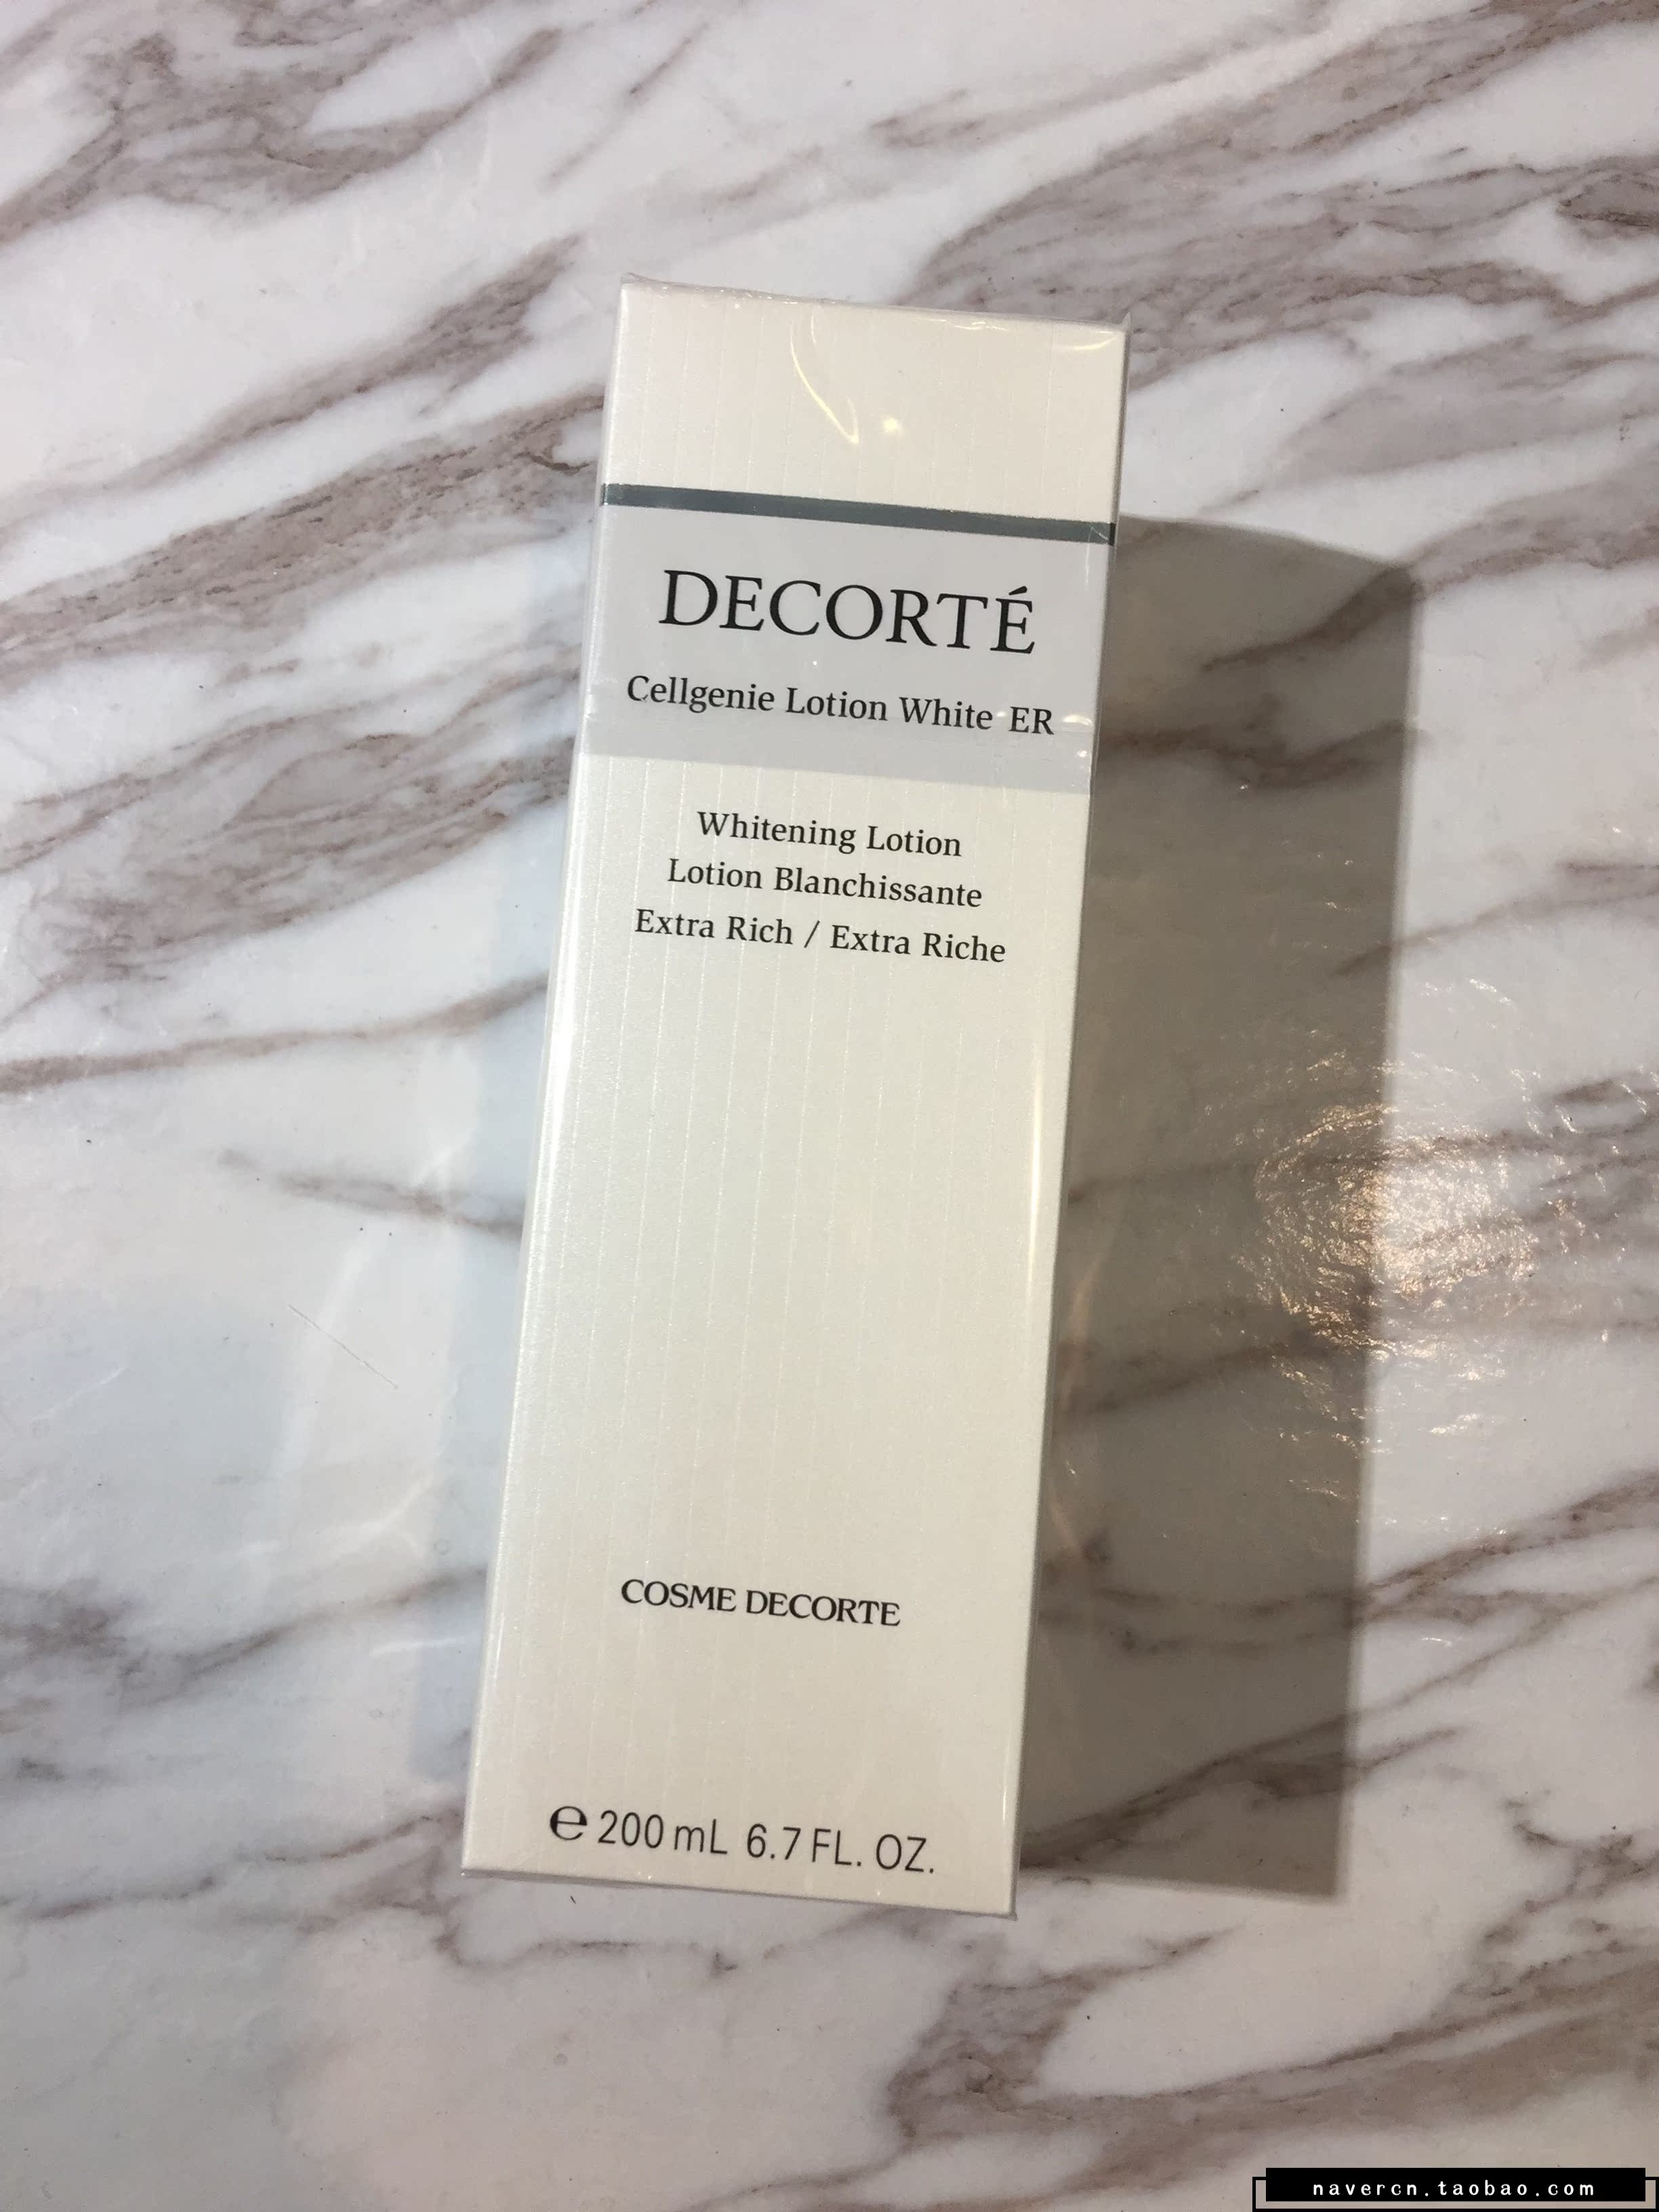 DECORTÉ
Cellgenie Lotion White ER
Whitening Lotion
Lotion Blanchissante
Extra Rich / Extra Riche
COSME DECORTE
℮ 200 mL 6.7 FL. OZ.
navercn.taobao.com